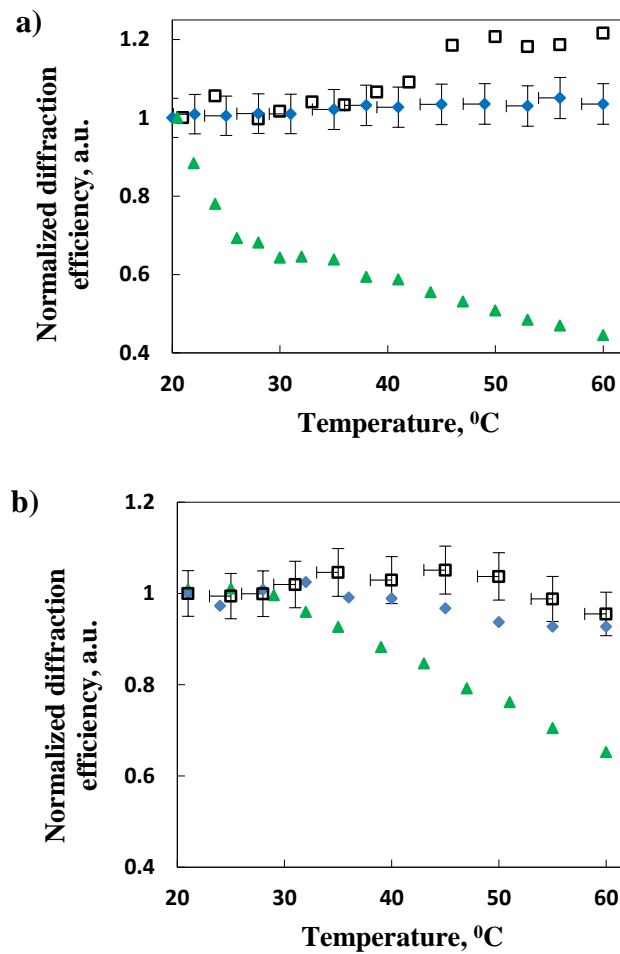 a)
Normalized diffraction
efficiency, a.u.
1.2
1
0.8
0.6
0.4
20 30 40 50 60
Temperature, ⁰C
b)
Normalized diffraction
efficiency, a.u.
1.2
1
0.8
0.6
0.4
20 30 40 50 60
Temperature, ⁰C